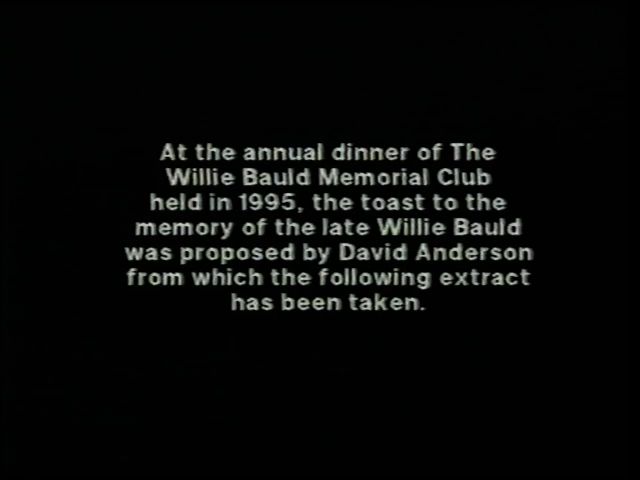 At the annual dinner of The
Willie Bauld Memorial Club
held in 1995, the toast to the
memory of the late Willie Bauld
was proposed by David Anderson
from which the following extract
has been taken.